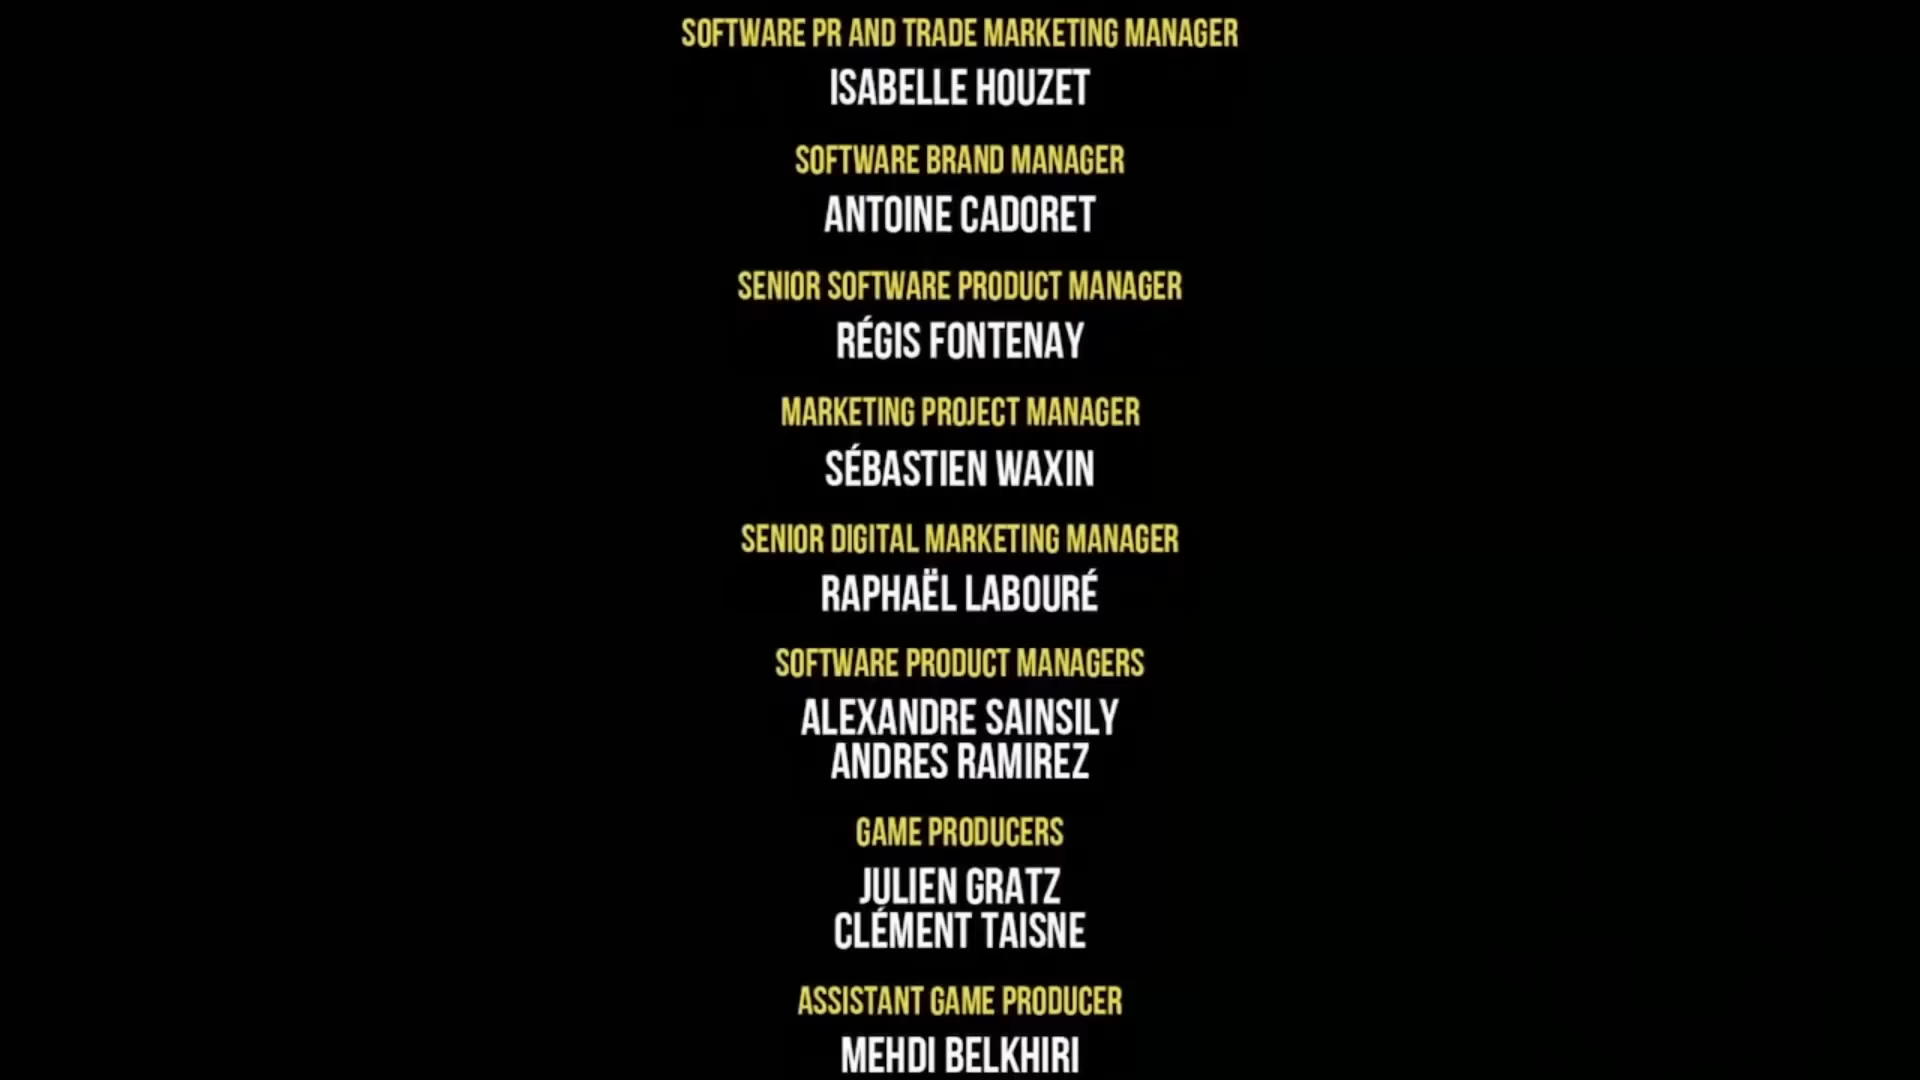 SOFTWARE PR AND TRADE MARKETING MANAGER
ISABELLE HOUZET
SOFTWARE BRAND MANAGER
ANTOINE CADORET
SENIOR SOFTWARE PRODUCT MANAGER
RÉGIS FONTENAY
MARKETING PROJECT MANAGER
SÉBASTIEN WAXIN
SENIOR DIGITAL MARKETING MANAGER
RAPHAËL LABOURÉ
SOFTWARE PRODUCT MANAGERS
ALEXANDRE SAINSILY
ANDRES RAMIREZ
GAME PRODUCERS
JULIEN GRATZ
CLÉMENT TAISNE
ASSISTANT GAME PRODUCER
MEHDI BELKHIRI